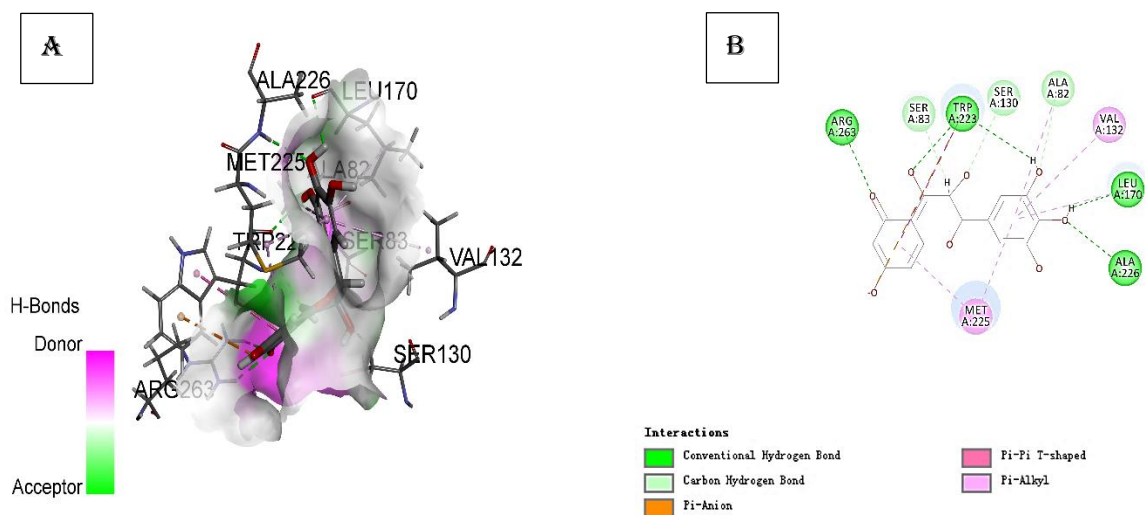 A
ALA226
LEU170
MET225
LA82
TRP22
SER83
VAL132
SER130
ARG263
H-Bonds
Donor
Acceptor
B
ARG
A:263
SER
A:83
TRP
A:223
SER
A:130
ALA
A:82
VAL
A:132
LEU
A:170
ALA
A:226
MET
A:225
H
H
H
O
O
O
O
O
O
O
-O
Interactions
Conventional Hydrogen Bond
Carbon Hydrogen Bond
Pi-Anion
Pi-Pi T-shaped
Pi-Alkyl